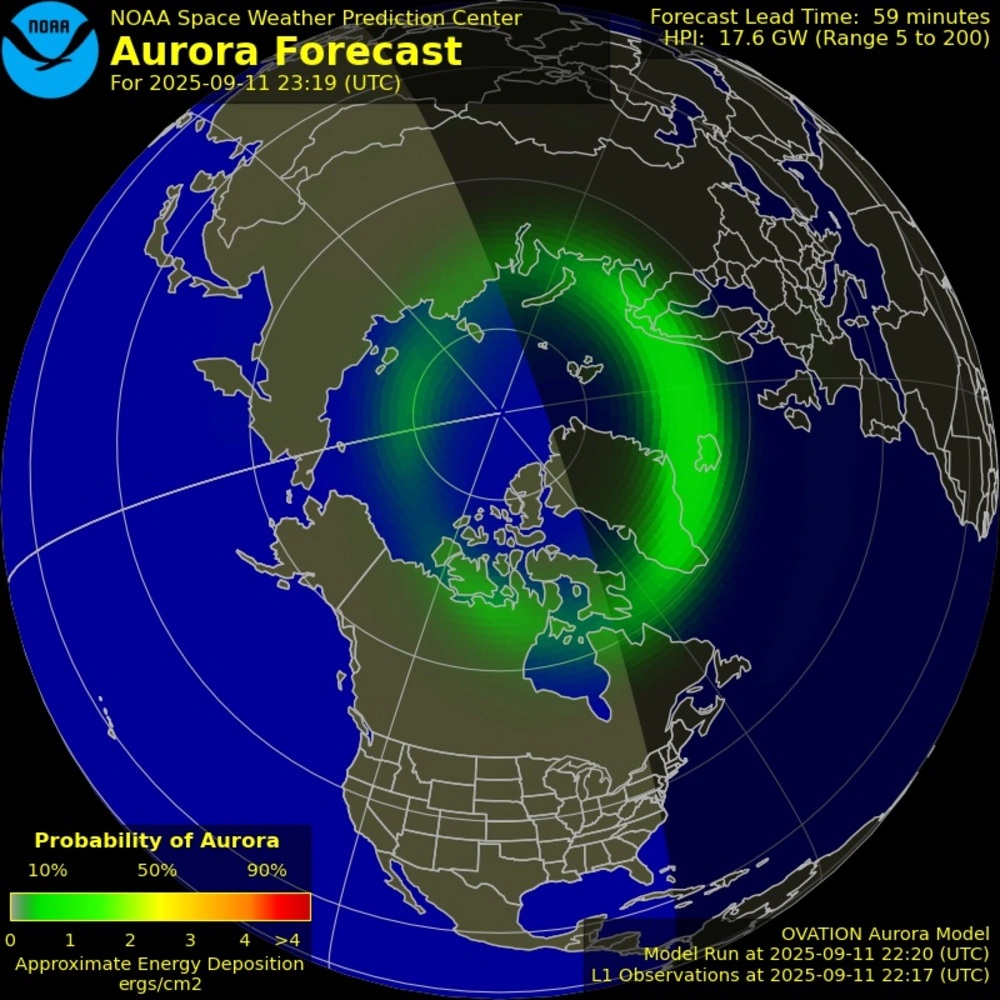 NOAA
NOAA Space Weather Prediction Center
Aurora Forecast
For 2025-09-11 23:19 (UTC)
Forecast Lead Time: 59 minutes
HPI: 17.6 GW (Range 5 to 200)
Probability of Aurora
10% 50% 90%
0 1 2 3 4 >4
Approximate Energy Deposition
ergs/cm2
OVATION Aurora Model
Model Run at 2025-09-11 22:20 (UTC)
L1 Observations at 2025-09-11 22:17 (UTC)